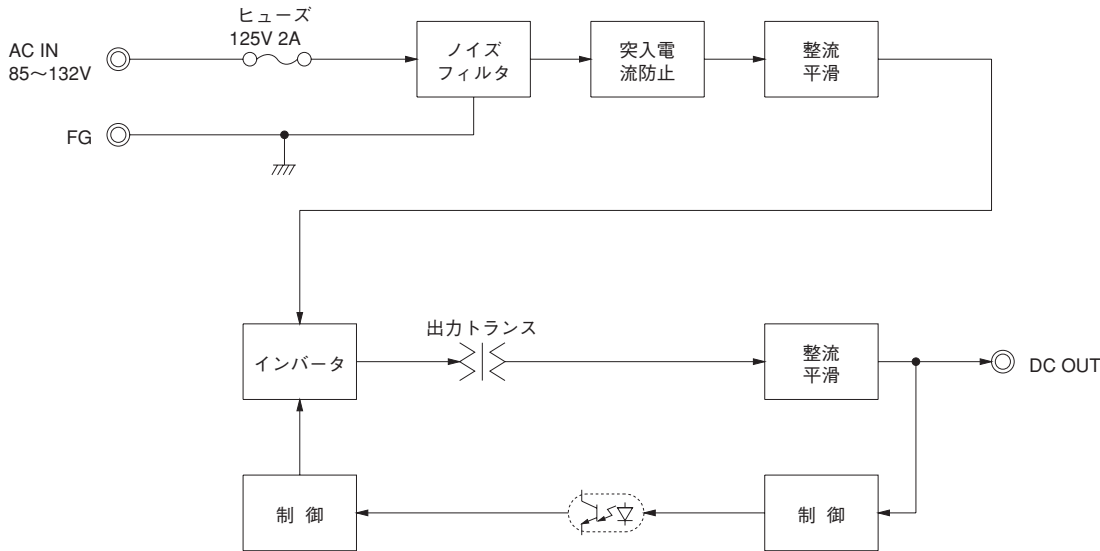 ヒューズ
125V 2A
AC IN
85～132V
ノイズ
フィルタ
突入電
流防止
整流
平滑
FG
インバータ
出力トランス
整流
平滑
DC OUT
制 御
制 御